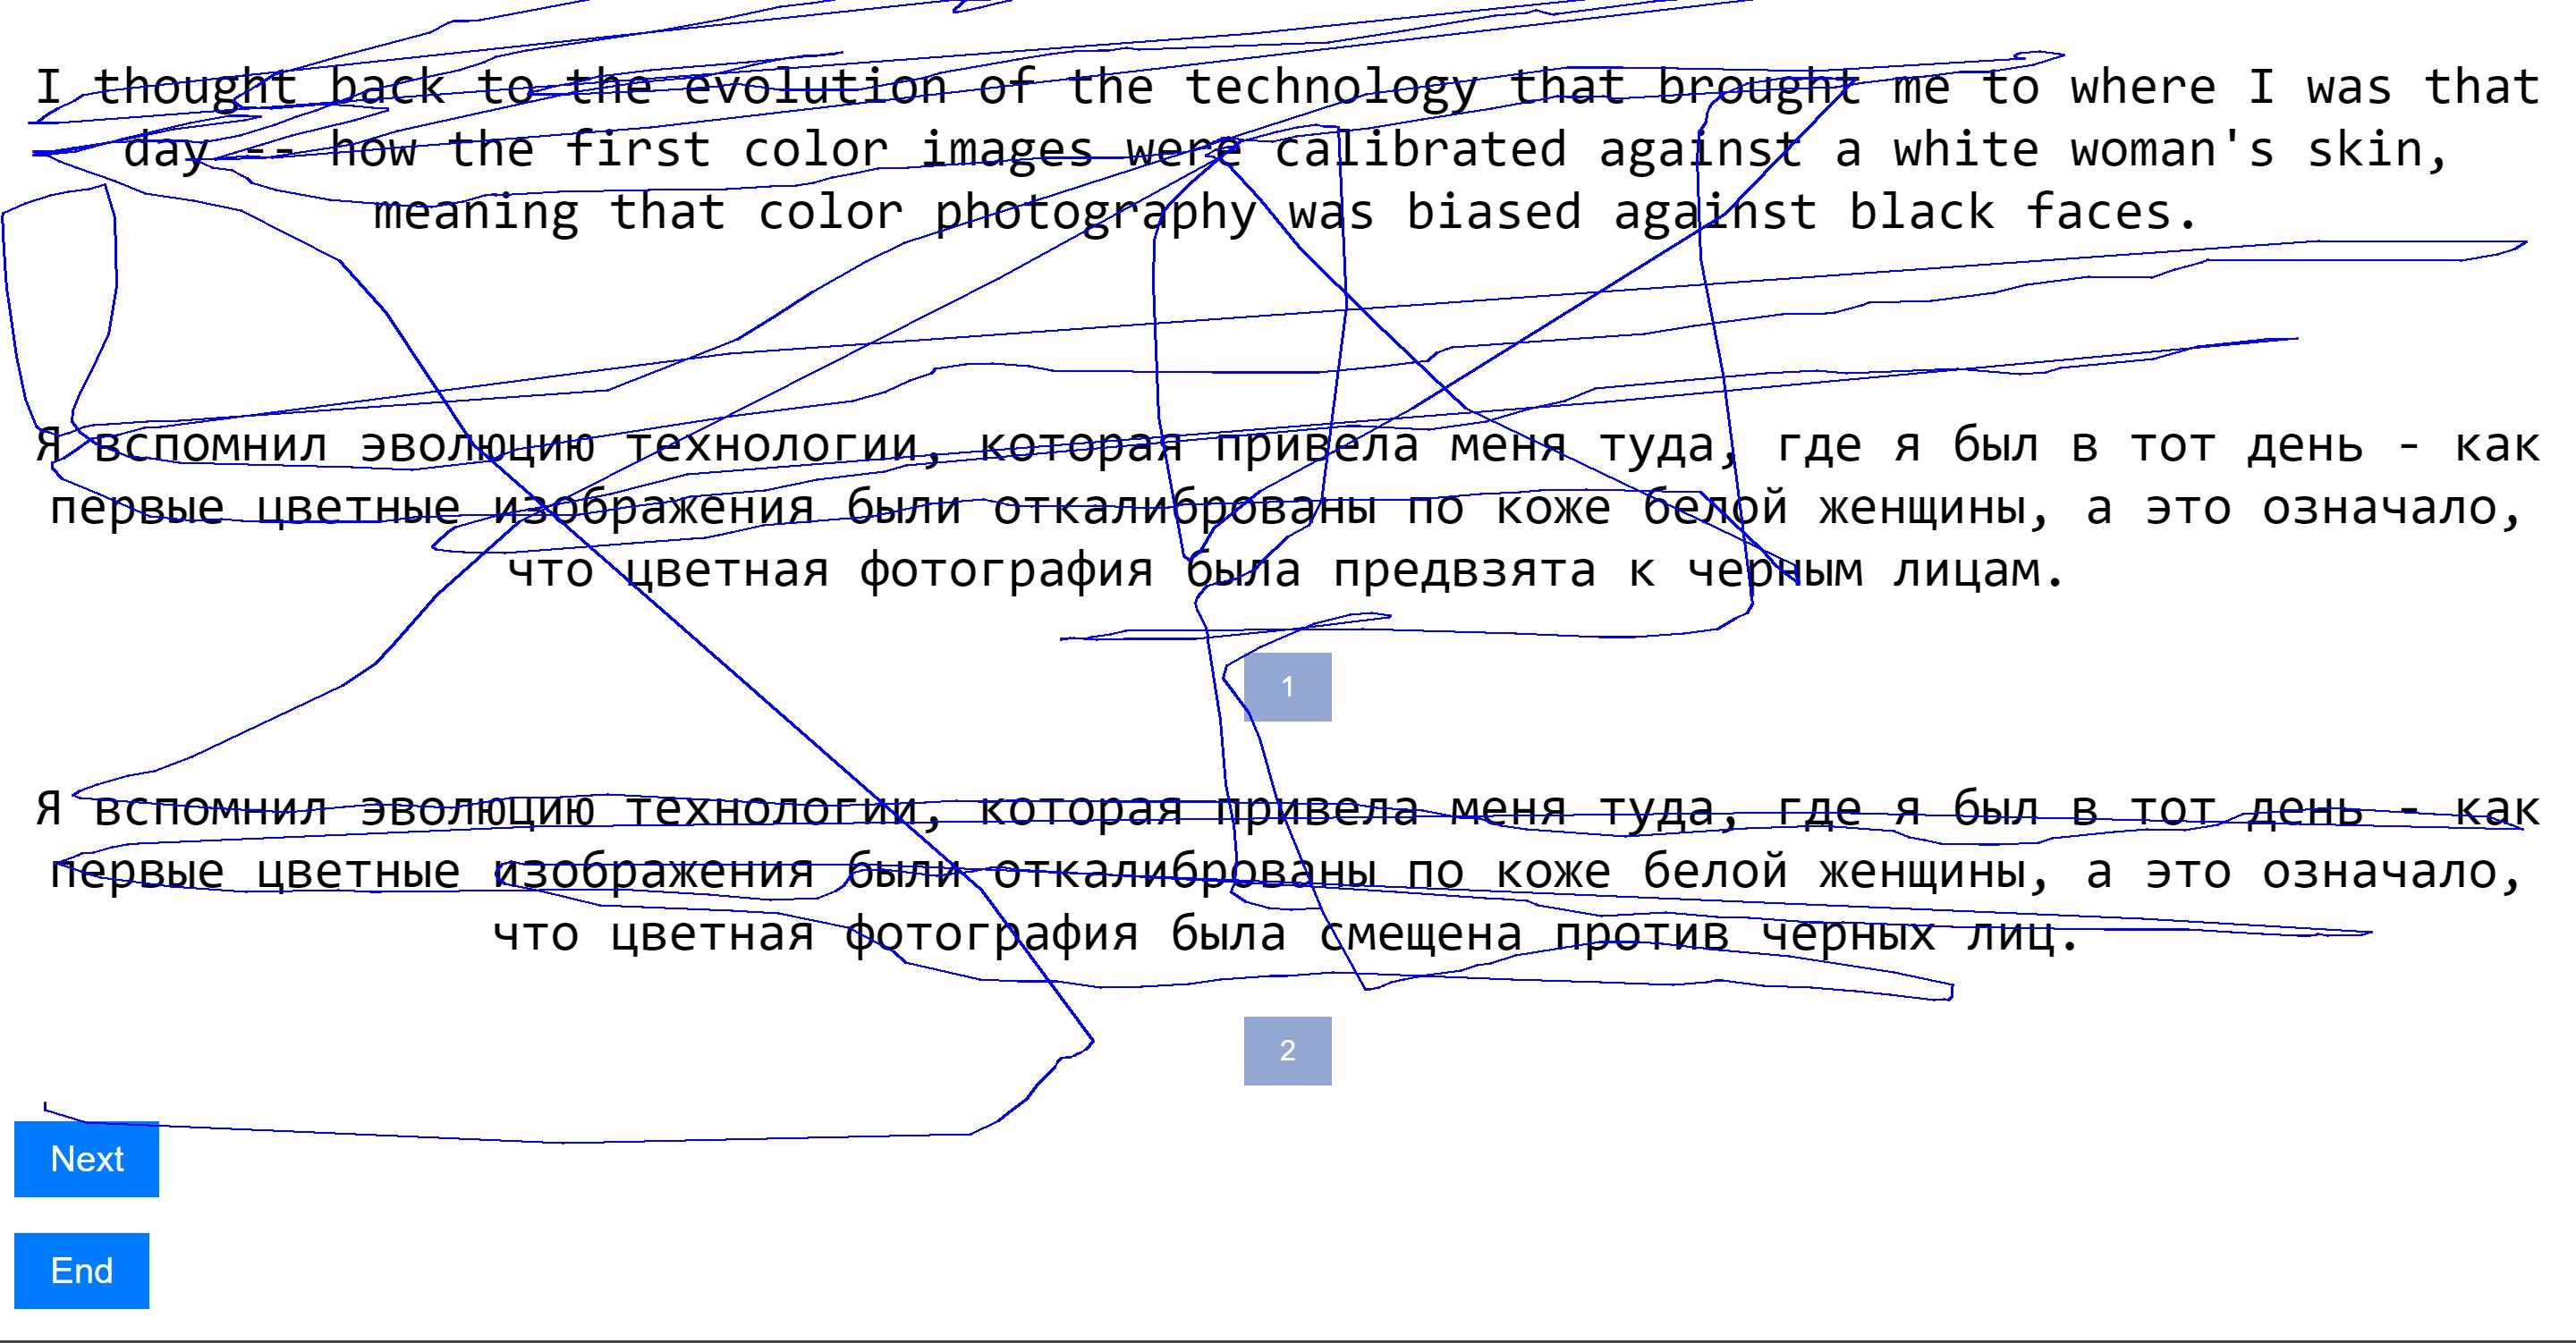 I thought back to the evolution of the technology that brought me to where I was that
day -- how the first color images were calibrated against a white woman's skin,
meaning that color photography was biased against black faces.
Я вспомнил эволюцию технологии, которая привела меня туда, где я был в тот день - как
первые цветные изображения были откалиброваны по коже белой женщины, а это означало,
что цветная фотография была предвзята к черным лицам.
1
Я вспомнил эволюцию технологии, которая привела меня туда, где я был в тот день - как
первые цветные изображения были откалиброваны по коже белой женщины, а это означало,
что цветная фотография была смещена против черных лиц.
2
Next
End